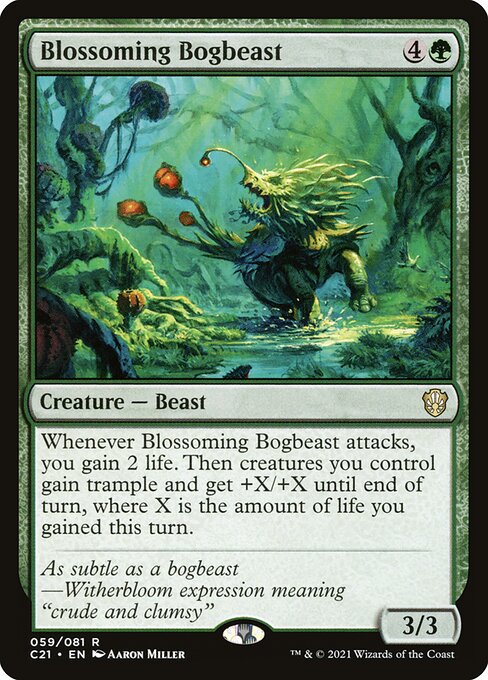 Blossoming Bogbeast 4
Creature — Beast
Whenever Blossoming Bogbeast attacks,
you gain 2 life. Then creatures you control
gain trample and get +X/+X until end of
turn, where X is the amount of life you
gained this turn.
As subtle as a bogbeast
—Witherbloom expression meaning
“crude and clumsy”
3/3
059/081 R
C21 • EN Aaron Miller
™ & © 2021 Wizards of the Coast